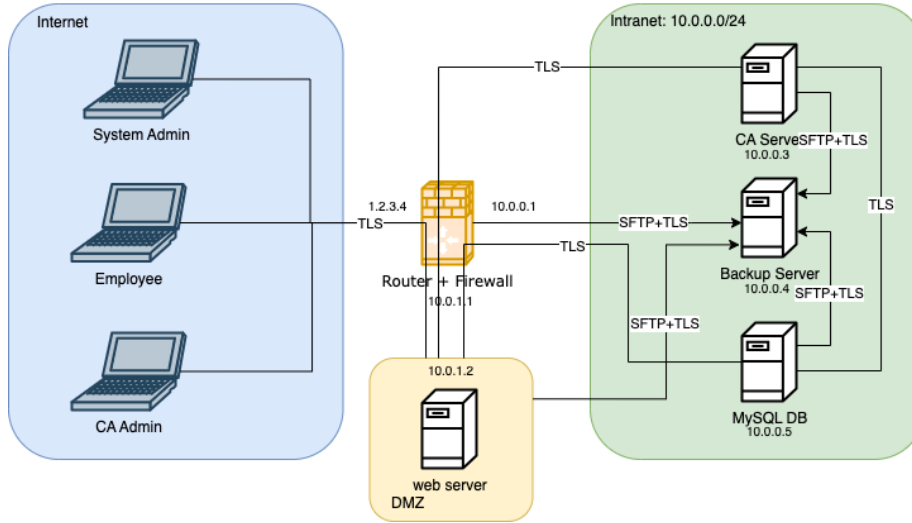 Internet
System Admin
Employee
CA Admin
1.2.3.4
TLS
10.0.0.1
Router + Firewall
10.0.1.1
TLS
SFTP+TLS
TLS
SFTP+TLS
10.0.1.2
web server
DMZ
Intranet: 10.0.0.0/24
CA Serve
10.0.0.3
SFTP+TLS
TLS
Backup Server
10.0.0.4
SFTP+TLS
MySQL DB
10.0.0.5